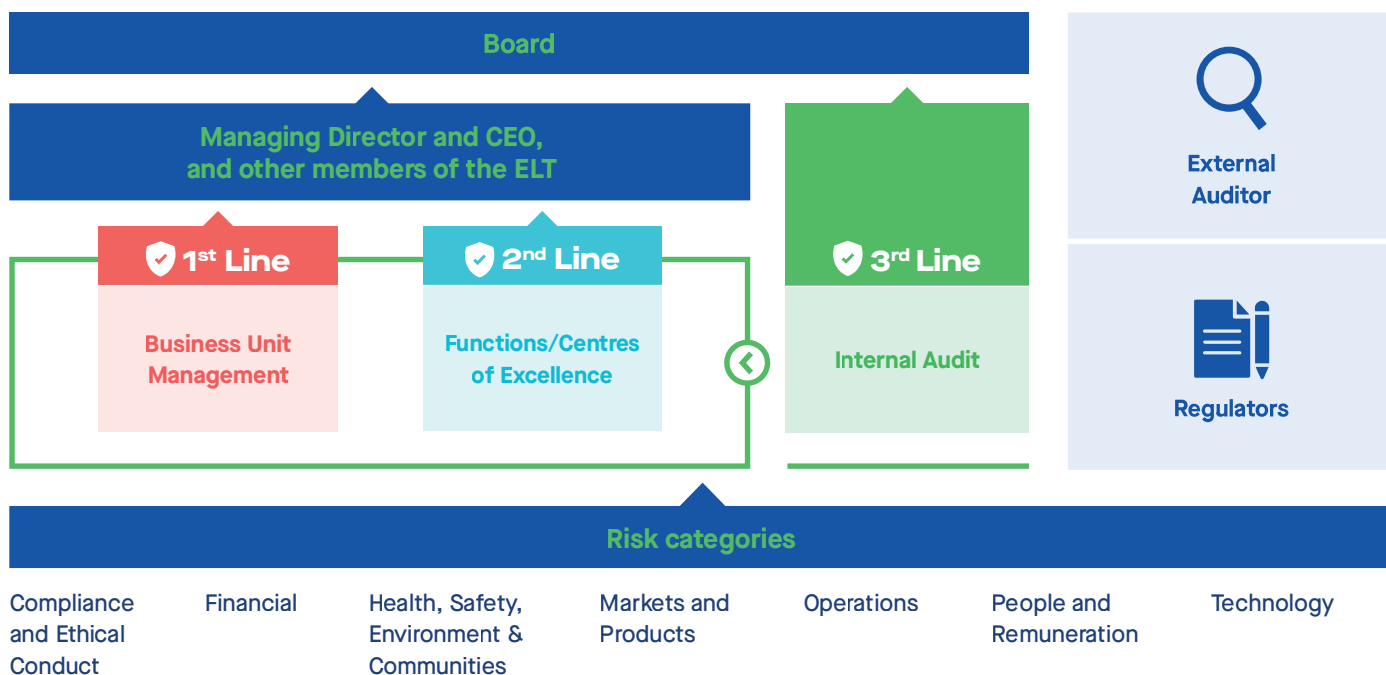 Board
Managing Director and CEO,
and other members of the ELT
1st Line
Business Unit
Management
2nd Line
Functions/Centres
of Excellence
3rd Line
Internal Audit
External
Auditor
Regulators
Risk categories
Compliance
and Ethical
Conduct
Financial
Health, Safety,
Environment &
Communities
Markets and
Products
Operations
People and
Remuneration
Technology